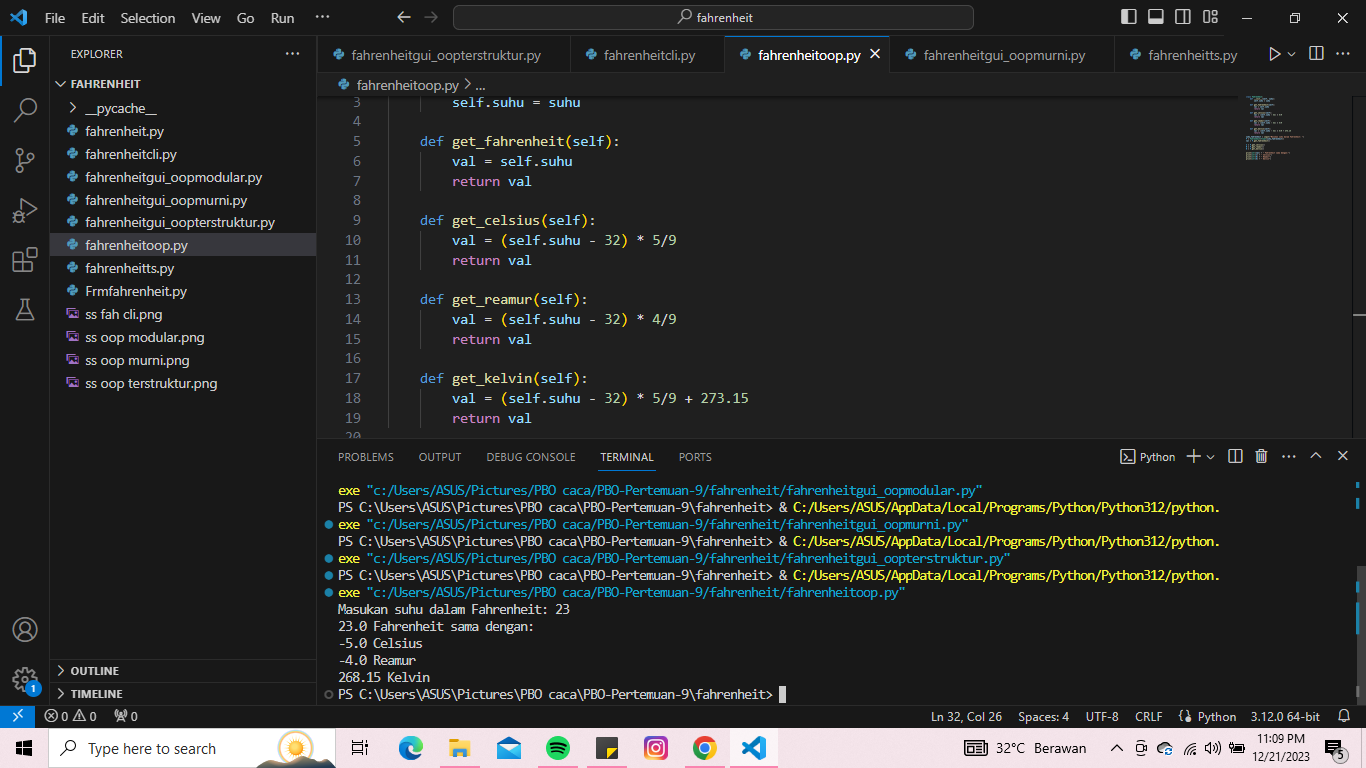 File Edit Selection View Go Run ··· fahrenheit
EXPLORER ···
FAHRENHEIT
__pycache__
fahrenheit.py
fahrenheitcli.py
fahrenheitgui_oopmodular.py
fahrenheitgui_oopmurni.py
fahrenheitgui_oopterstruktur.py
fahrenheitoop.py
fahrenheitts.py
Frmfahrenheit.py
ss fah cli.png
ss oop modular.png
ss oop murni.png
ss oop terstruktur.png
OUTLINE
TIMELINE
fahrenheitgui_oopterstruktur.py fahrenheitcli.py fahrenheitoop.py fahrenheitgui_oopmurni.py fahrenheitts.py
fahrenheitoop.py > ...
3 self.suhu = suhu
4
5 def get_fahrenheit(self):
6 val = self.suhu
7 return val
8
9 def get_celsius(self):
10 val = (self.suhu - 32) * 5/9
11 return val
12
13 def get_reamur(self):
14 val = (self.suhu - 32) * 4/9
15 return val
16
17 def get_kelvin(self):
18 val = (self.suhu - 32) * 5/9 + 273.15
19 return val
20
PROBLEMS OUTPUT DEBUG CONSOLE TERMINAL PORTS Python
exe "c:/Users/ASUS/Pictures/PBO caca/PBO-Pertemuan-9/fahrenheit/fahrenheitgui_oopmodular.py"
PS C:\Users\ASUS\Pictures\PBO caca\PBO-Pertemuan-9\fahrenheit> & C:/Users/ASUS/AppData/Local/Programs/Python/Python312/python.
exe "c:/Users/ASUS/Pictures/PBO caca/PBO-Pertemuan-9/fahrenheit/fahrenheitgui_oopmurni.py"
PS C:\Users\ASUS\Pictures\PBO caca\PBO-Pertemuan-9\fahrenheit> & C:/Users/ASUS/AppData/Local/Programs/Python/Python312/python.
exe "c:/Users/ASUS/Pictures/PBO caca/PBO-Pertemuan-9/fahrenheit/fahrenheitgui_oopterstruktur.py"
PS C:\Users\ASUS\Pictures\PBO caca\PBO-Pertemuan-9\fahrenheit> & C:/Users/ASUS/AppData/Local/Programs/Python/Python312/python.
exe "c:/Users/ASUS/Pictures/PBO caca/PBO-Pertemuan-9/fahrenheit/fahrenheitoop.py"
Masukan suhu dalam Fahrenheit: 23
23.0 Fahrenheit sama dengan:
-5.0 Celsius
-4.0 Reamur
268.15 Kelvin
PS C:\Users\ASUS\Pictures\PBO caca\PBO-Pertemuan-9\fahrenheit>
1
0 0 0 Ln 32, Col 26 Spaces: 4 UTF-8 CRLF Python 3.12.0 64-bit
Type here to search 32°C Berawan 11:09 PM
12/21/2023 5